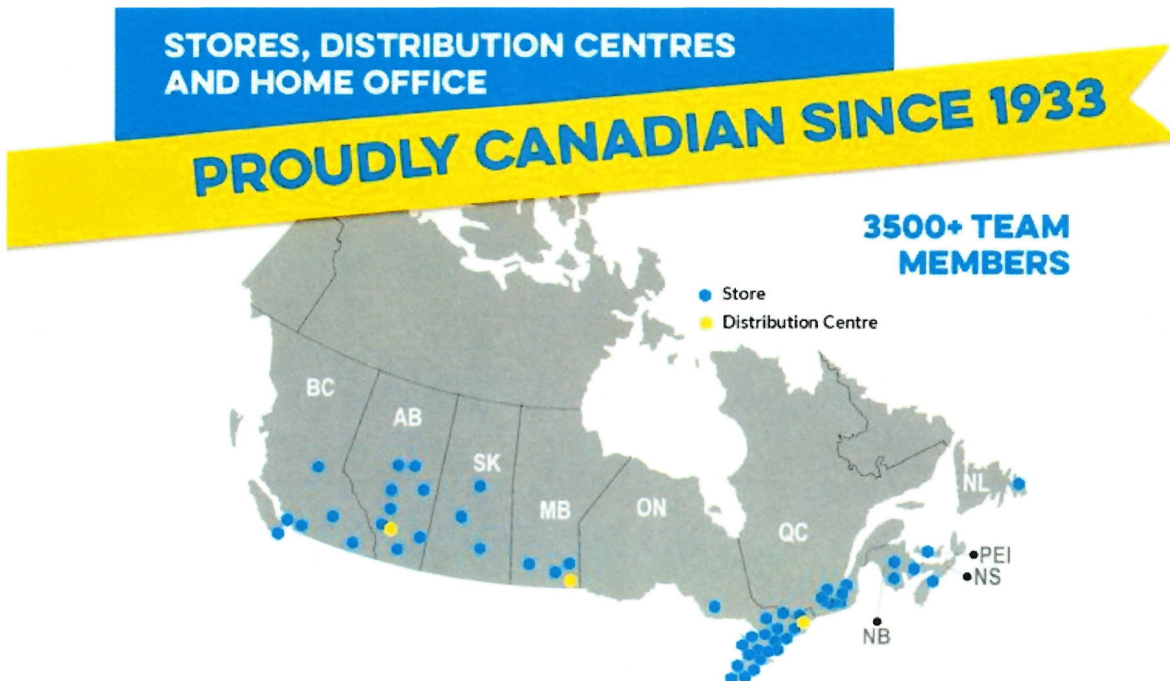 STORES, DISTRIBUTION CENTRES
AND HOME OFFICE
PROUDLY CANADIAN SINCE 1933
3500+ TEAM
MEMBERS
Store
Distribution Centre
BC
AB
SK
MB
ON
QC
NL
PEI
NS
NB